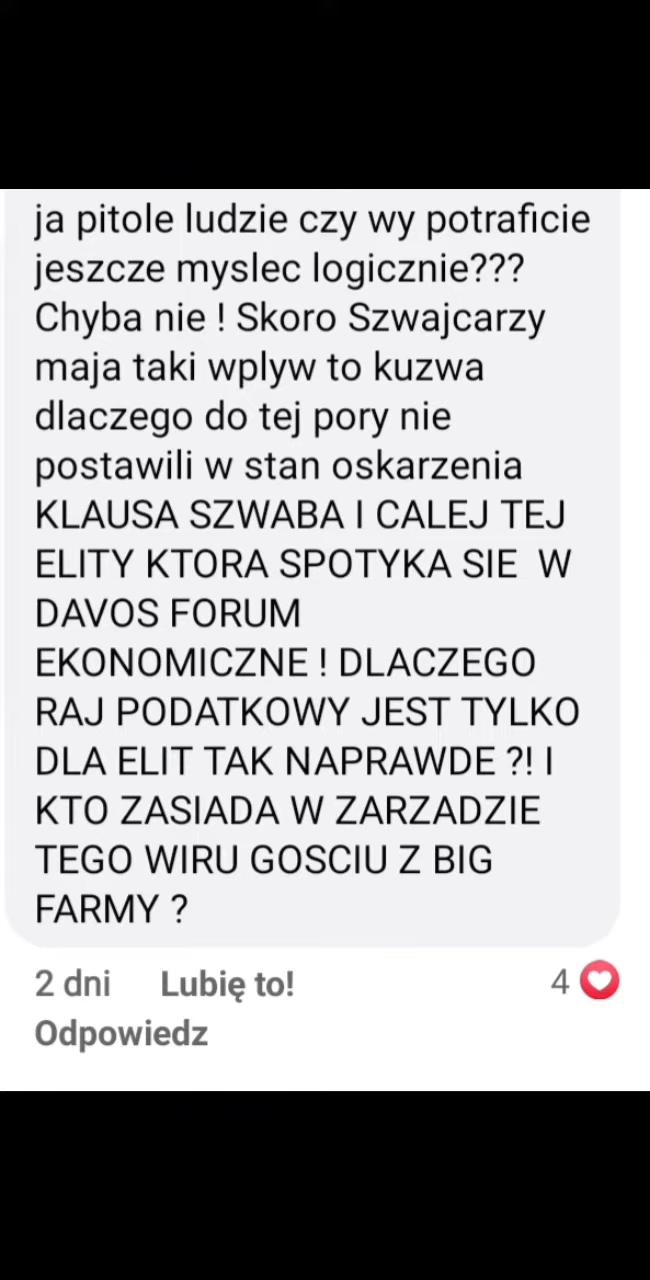 ja pitole ludzie czy wy potraficie
jeszcze myslec logicznie???
Chyba nie ! Skoro Szwajcarzy
maja taki wplyw to kuzwa
dlaczego do tej pory nie
postawili w stan oskarzenia
KLAUSA SZWABA I CALEJ TEJ
ELITY KTORA SPOTYKA SIE  W
DAVOS FORUM
EKONOMICZNE ! DLACZEGO
RAJ PODATKOWY JEST TYLKO
DLA ELIT TAK NAPRAWDE ?! I
KTO ZASIADA W ZARZADZIE
TEGO WIRU GOSCIU Z BIG
FARMY ?
2 dni Lubię to! 4
Odpowiedz